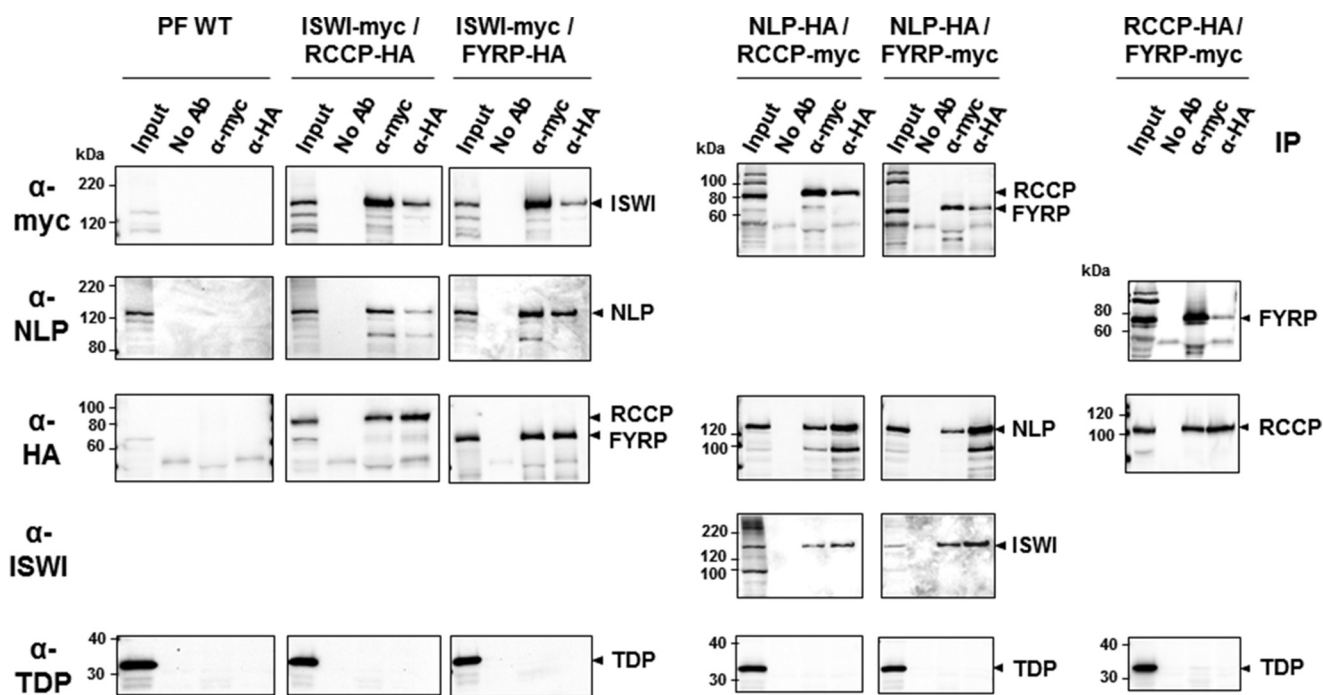 PF WT
ISWI-myc /
RCCP-HA
ISWI-myc /
FYRP-HA
NLP-HA /
RCCP-myc
NLP-HA /
FYRP-myc
RCCP-HA /
FYRP-myc
Input No Ab α-myc α-HA Input No Ab α-myc α-HA Input No Ab α-myc α-HA Input No Ab α-myc α-HA Input No Ab α-myc α-HA Input No Ab α-myc α-HA IP
kDa
α-
myc
220
120
ISWI
100
80
60
RCCP
FYRP
α-
NLP
220
120
80
NLP
kDa
80
60
FYRP
α-
HA
100
80
60
RCCP
FYRP
120
100
NLP
120
100
RCCP
α-
ISWI
220
120
100
ISWI
α-
TDP
40
30
TDP
40
30
TDP
40
30
TDP